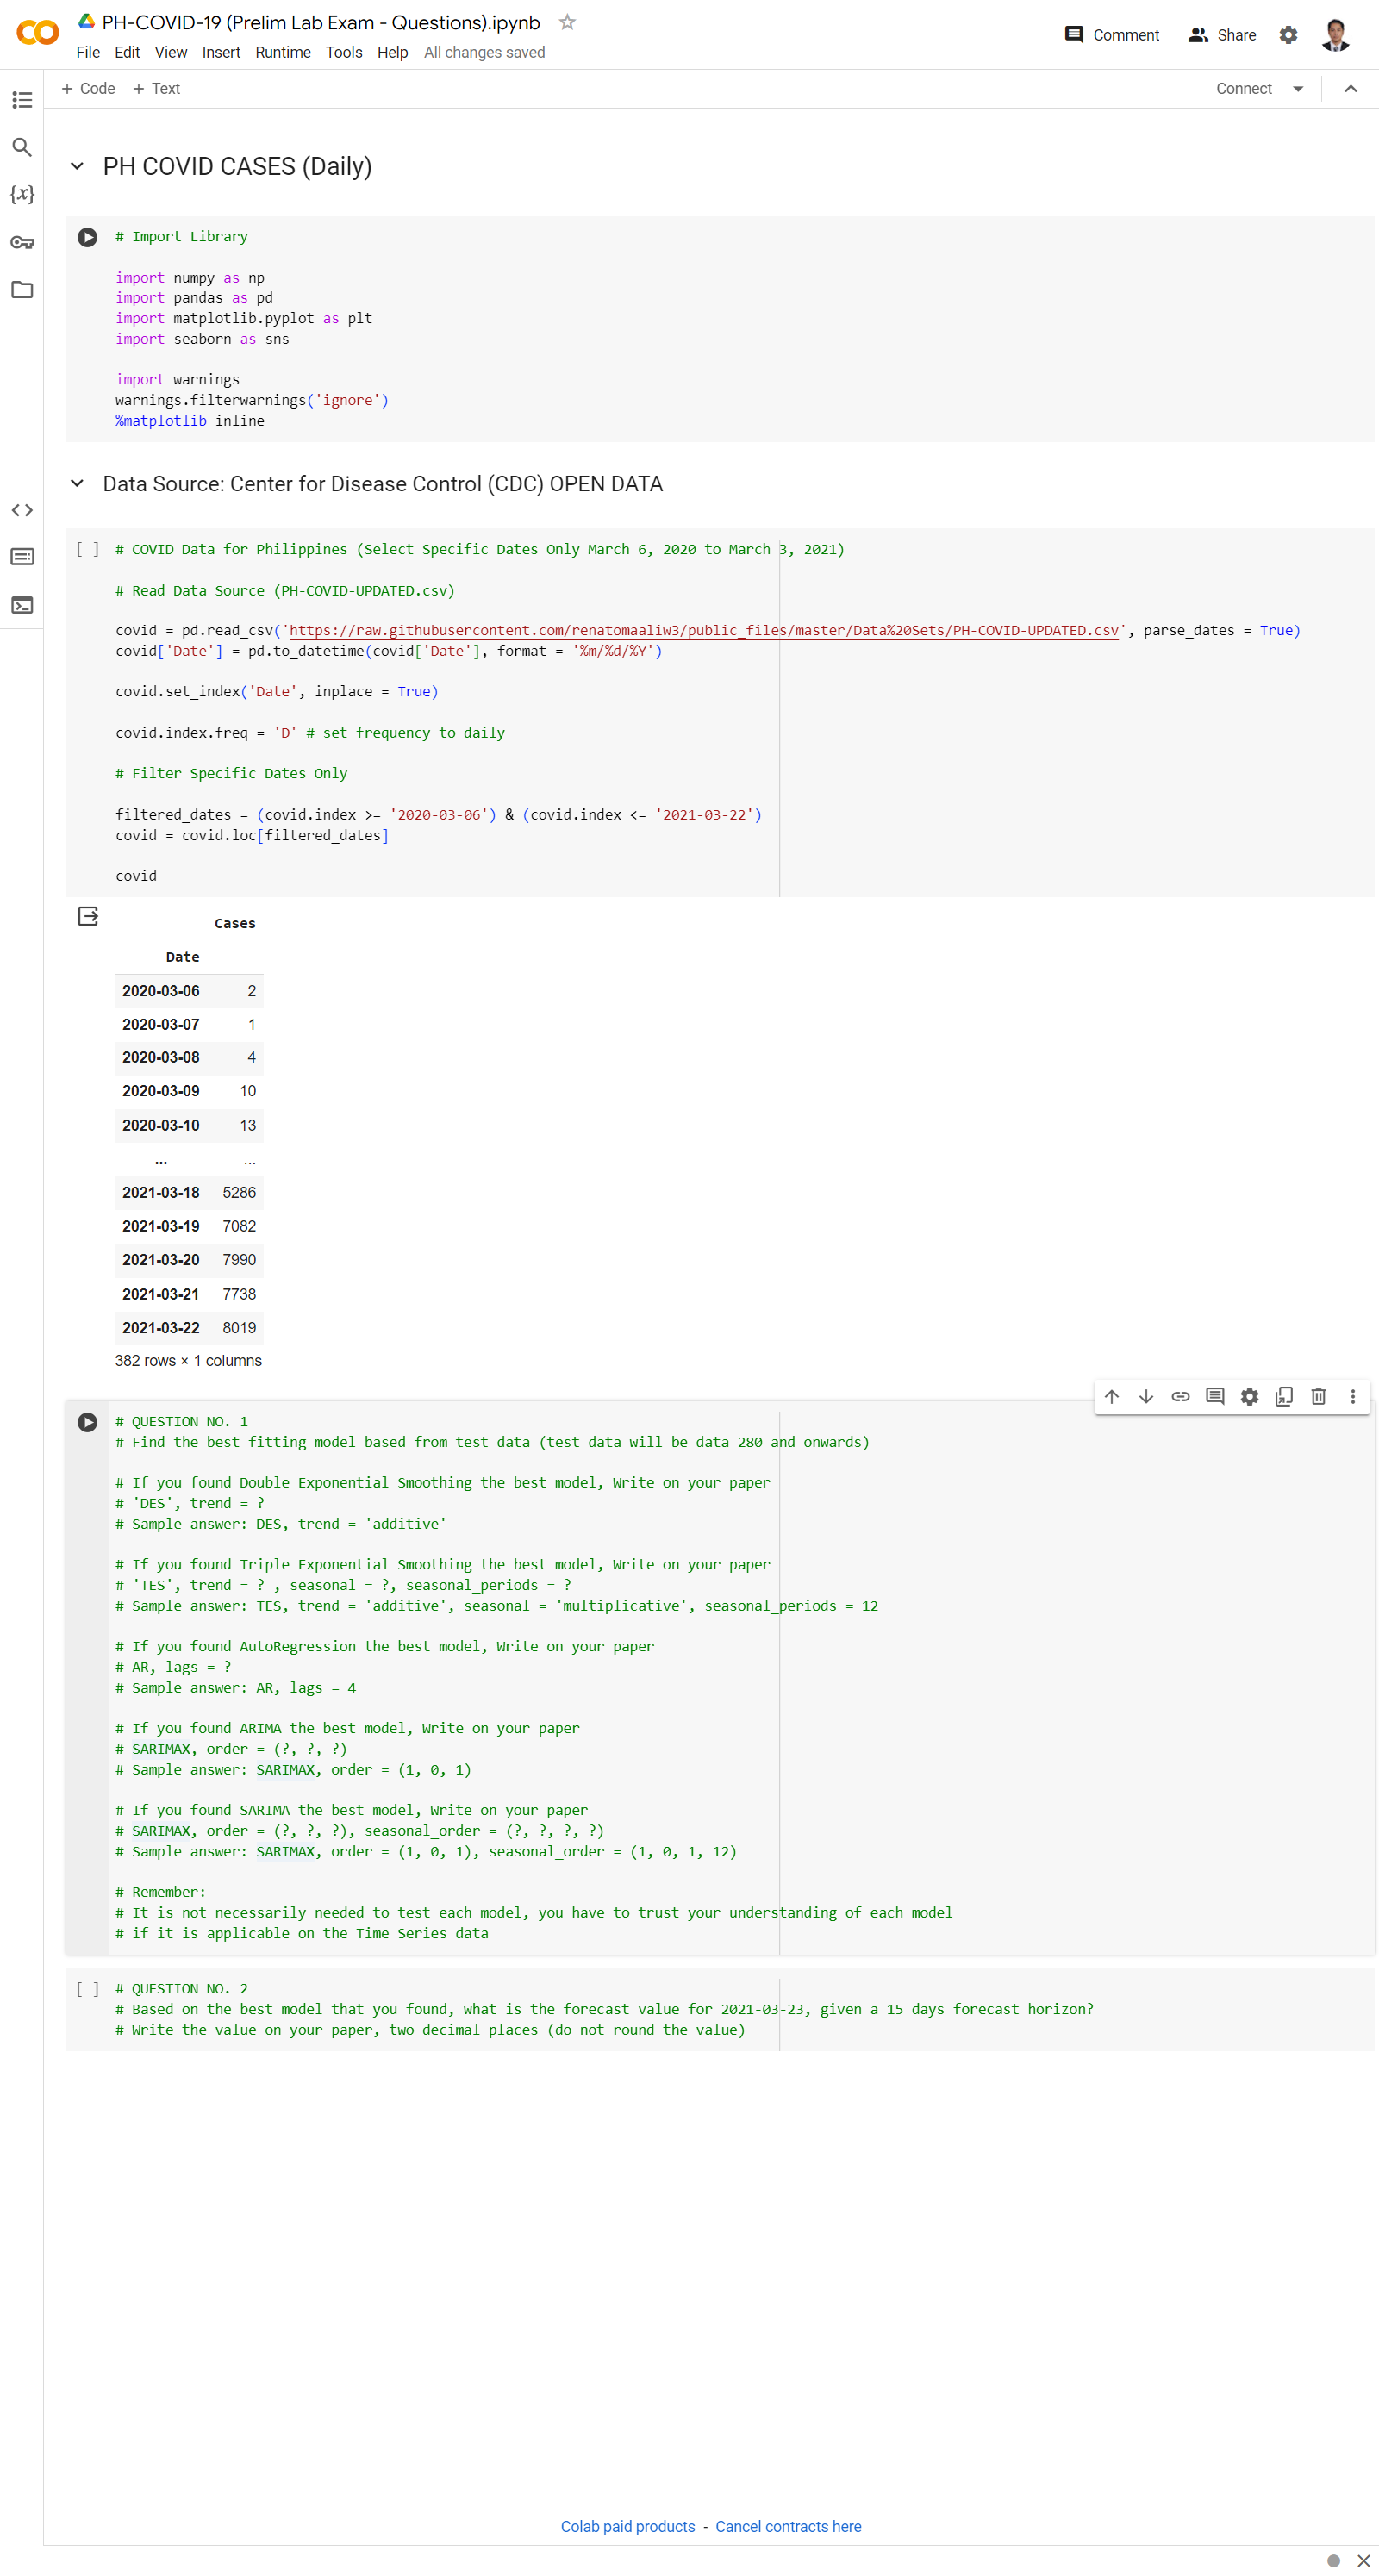 PH-COVID-19 (Prelim Lab Exam - Questions).ipynb
File Edit View Insert Runtime Tools Help All changes saved
Comment Share
+ Code + Text
Connect
PH COVID CASES (Daily)
# Import Library
import numpy as np
import pandas as pd
import matplotlib.pyplot as plt
import seaborn as sns
import warnings
warnings.filterwarnings('ignore')
%matplotlib inline
Data Source: Center for Disease Control (CDC) OPEN DATA
[ ] # COVID Data for Philippines (Select Specific Dates Only March 6, 2020 to March 3, 2021)
# Read Data Source (PH-COVID-UPDATED.csv)
covid = pd.read_csv('https://raw.githubusercontent.com/renatomaaliw3/public_files/master/Data%20Sets/PH-COVID-UPDATED.csv', parse_dates = True)
covid['Date'] = pd.to_datetime(covid['Date'], format = '%m/%d/%Y')
covid.set_index('Date', inplace = True)
covid.index.freq = 'D' # set frequency to daily
# Filter Specific Dates Only
filtered_dates = (covid.index >= '2020-03-06') & (covid.index <= '2021-03-22')
covid = covid.loc[filtered_dates]
covid
Cases
Date
2020-03-06 2
2020-03-07 1
2020-03-08 4
2020-03-09 10
2020-03-10 13
... ...
2021-03-18 5286
2021-03-19 7082
2021-03-20 7990
2021-03-21 7738
2021-03-22 8019
382 rows × 1 columns
# QUESTION NO. 1
# Find the best fitting model based from test data (test data will be data 280 and onwards)
# If you found Double Exponential Smoothing the best model, Write on your paper
# 'DES', trend = ?
# Sample answer: DES, trend = 'additive'
# If you found Triple Exponential Smoothing the best model, Write on your paper
# 'TES', trend = ? , seasonal = ?, seasonal_periods = ?
# Sample answer: TES, trend = 'additive', seasonal = 'multiplicative', seasonal_periods = 12
# If you found AutoRegression the best model, Write on your paper
# AR, lags = ?
# Sample answer: AR, lags = 4
# If you found ARIMA the best model, Write on your paper
# SARIMAX, order = (?, ?, ?)
# Sample answer: SARIMAX, order = (1, 0, 1)
# If you found SARIMA the best model, Write on your paper
# SARIMAX, order = (?, ?, ?), seasonal_order = (?, ?, ?, ?)
# Sample answer: SARIMAX, order = (1, 0, 1), seasonal_order = (1, 0, 1, 12)
# Remember:
# It is not necessarily needed to test each model, you have to trust your understanding of each model
# if it is applicable on the Time Series data
[ ] # QUESTION NO. 2
# Based on the best model that you found, what is the forecast value for 2021-03-23, given a 15 days forecast horizon?
# Write the value on your paper, two decimal places (do not round the value)
Colab paid products - Cancel contracts here